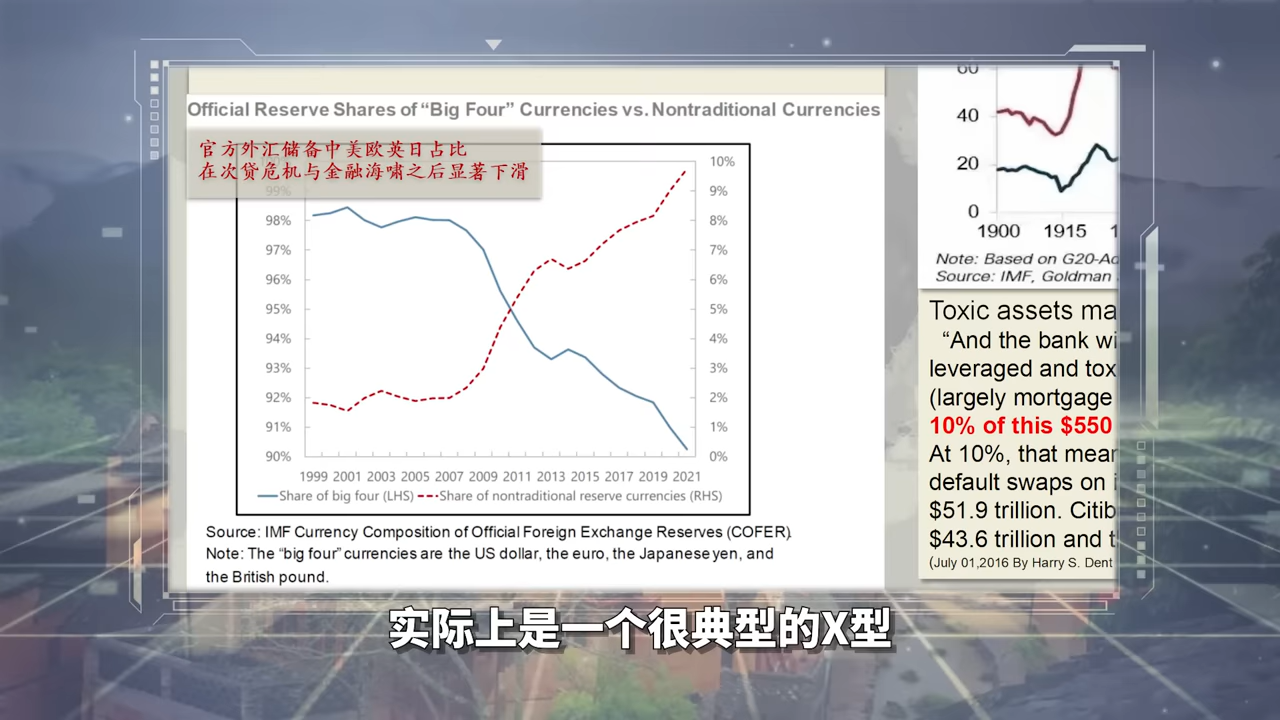 Official Reserve Shares of “Big Four” Currencies vs. Nontraditional Currencies
官方外汇储备中美欧英日占比
在次贷危机与金融海啸之后显著下滑
99%
98%
97%
96%
95%
94%
93%
92%
91%
90%
10%
9%
8%
7%
6%
5%
4%
3%
2%
1%
0%
1999 2001 2003 2005 2007 2009 2011 2013 2015 2017 2019 2021
Share of big four (LHS) Share of nontraditional reserve currencies (RHS)
Source: IMF Currency Composition of Official Foreign Exchange Reserves (COFER).
Note: The “big four” currencies are the US dollar, the euro, the Japanese yen, and
the British pound.
60
40
20
0
1900 1915 1
Note: Based on G20-Ad
Source: IMF, Goldman
Toxic assets ma
“And the bank wi
leveraged and tox
(largely mortgage
10% of this $550
At 10%, that mean
default swaps on i
$51.9 trillion. Citib
$43.6 trillion and t
(July 01,2016 By Harry S. Dent
实际上是一个很典型的X型